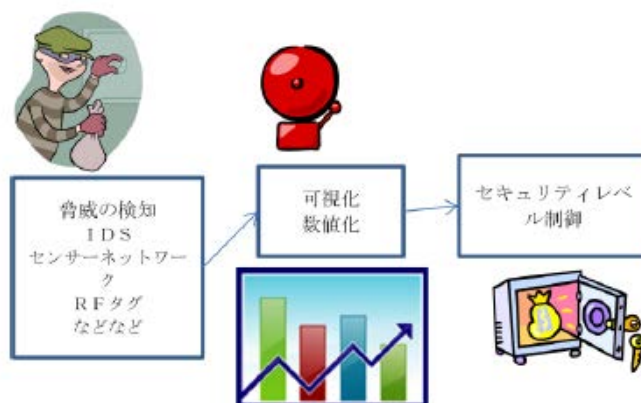 脅威の検知
ＩＤＳ
センサーネットワー
ク
ＲＦタグ
などなど
可視化
数値化
セキュリティレベ
ル制御